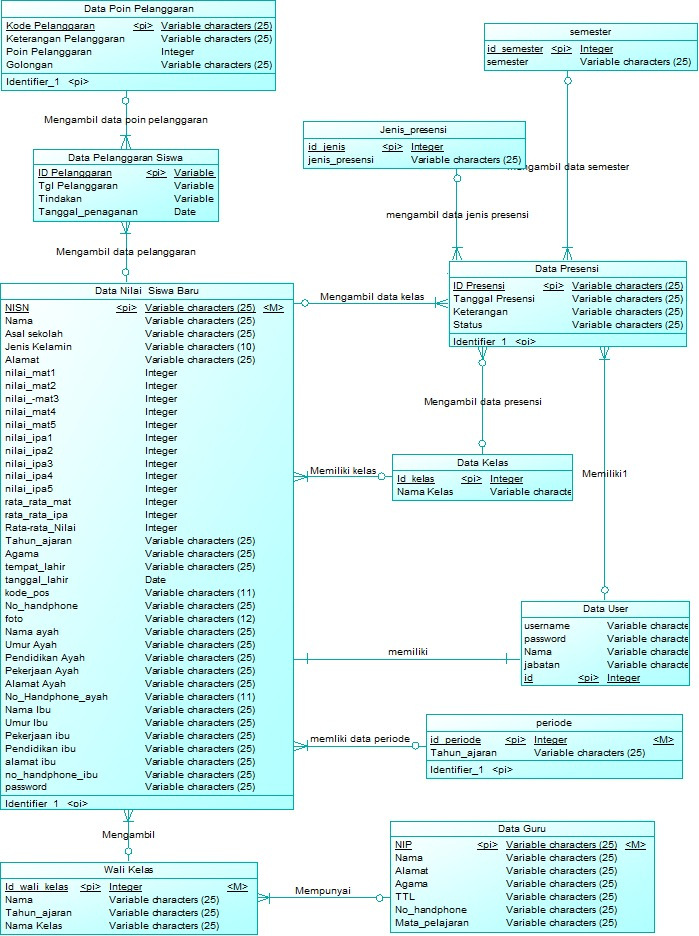 Data Poin Pelanggaran
Kode Pelanggaran <pi> Variable characters (25)
Keterangan Pelanggaran Variable characters (25)
Poin Pelanggaran Integer
Golongan Variable characters (25)
Identifier_1 <pi>
semester
id_semester <pi> Integer
semester Variable characters (25)
Mengambil data poin pelanggaran
Jenis_presensi
id_jenis <pi> Integer
jenis_presensi Variable characters (25)
mengambil data semester
Data Pelanggaran Siswa
ID Pelanggaran <pi> Variable
Tgl Pelanggaran Variable
Tindakan Variable
Tanggal_penaganan Date
mengambil data jenis presensi
Mengambil data pelanggaran
Data Presensi
ID Presensi <pi> Variable characters (25)
Tanggal Presensi Variable characters (25)
Keterangan Variable characters (25)
Status Variable characters (25)
Identifier_1 <pi>
Mengambil data kelas
Data Nilai Siswa Baru
NISN <pi> Variable characters (25) <M>
Nama Variable characters (25)
Asal sekolah Variable characters (25)
Jenis Kelamin Variable characters (10)
Alamat Variable characters (25)
nilai_mat1 Integer
nilai_mat2 Integer
nilai_-mat3 Integer
nilai_mat4 Integer
nilai_mat5 Integer
nilai_ipa1 Integer
nilai_ipa2 Integer
nilai_ipa3 Integer
nilai_ipa4 Integer
nilai_ipa5 Integer
rata_rata_mat Integer
rata_rata_ipa Integer
Rata-rata_Nilai Integer
Tahun_ajaran Variable characters (25)
Agama Variable characters (25)
tempat_lahir Variable characters (25)
tanggal_lahir Date
kode_pos Variable characters (11)
No_handphone Variable characters (25)
foto Variable characters (12)
Nama ayah Variable characters (25)
Umur Ayah Variable characters (25)
Pendidikan Ayah Variable characters (25)
Pekerjaan Ayah Variable characters (25)
Alamat Ayah Variable characters (25)
No_Handphone_ayah Variable characters (11)
Nama Ibu Variable characters (25)
Umur Ibu Variable characters (25)
Pekerjaan ibu Variable characters (25)
Pendidikan ibu Variable characters (25)
alamat ibu Variable characters (25)
no_handphone_ibu Variable characters (25)
password Variable characters (25)
Identifier_1 <pi>
Mengambil data presensi
Data Kelas
Id_kelas <pi> Integer
Nama Kelas Variable characte
Memiliki kelas
Memiliki1
Data User
username Variable characte
password Variable characte
Nama Variable characte
jabatan Variable characte
id <pi> Integer
memiliki
periode
id_periode <pi> Integer <M>
Tahun_ajaran Variable characters (25)
Identifier_1 <pi>
memliki data periode
Mengambil
Wali Kelas
Id_wali_kelas <pi> Integer <M>
Nama Variable characters (25)
Tahun_ajaran Variable characters (25)
Nama Kelas Variable characters (25)
Mempunyai
Data Guru
NIP <pi> Variable characters (25) <M>
Nama Variable characters (25)
Alamat Variable characters (25)
Agama Variable characters (25)
TTL Variable characters (25)
No_handphone Variable characters (25)
Mata_pelajaran Variable characters (25)